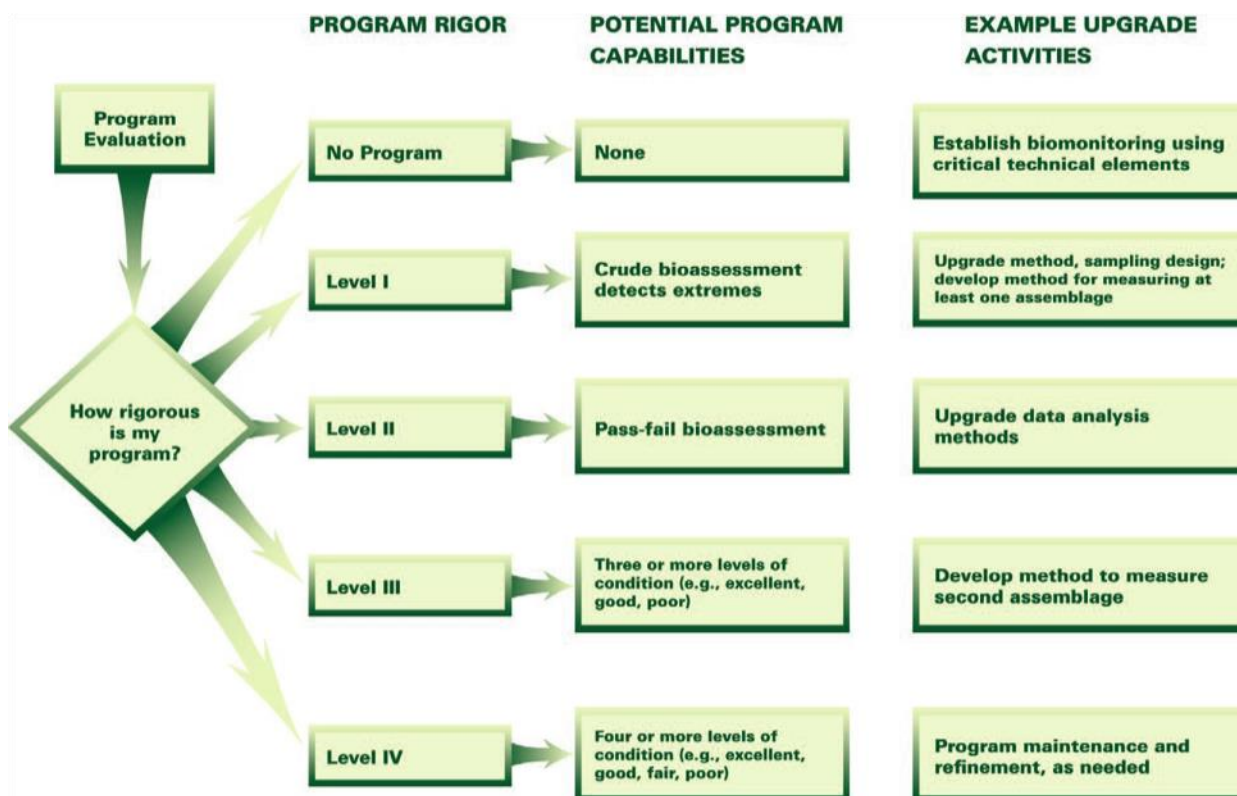 PROGRAM RIGOR
POTENTIAL PROGRAM
CAPABILITIES
EXAMPLE UPGRADE
ACTIVITIES
Program
Evaluation
How rigorous
is my
program?
No Program
None
Establish biomonitoring using
critical technical elements
Level I
Crude bioassessment
detects extremes
Upgrade method, sampling design;
develop method for measuring at
least one assemblage
Level II
Pass-fail bioassessment
Upgrade data analysis
methods
Level III
Three or more levels of
condition (e.g., excellent,
good, poor)
Develop method to measure
second assemblage
Level IV
Four or more levels of
condition (e.g., excellent,
good, fair, poor)
Program maintenance and
refinement, as needed